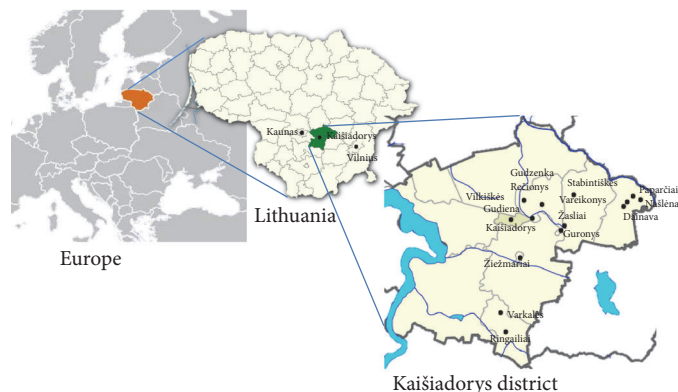 Europe
Lithuania
Kaunas
Kaišiadorys
Vilnius
Gudzenka
Rečionys
Stabintiškės
Paparčiai
Vilkiškės
Vareikonys
Našlėnai
Gudiena
Žasliai
Dainava
Kaišiadorys
Guronys
Žiežmariai
Varkalės
Ringailiai
Kaišiadorys district